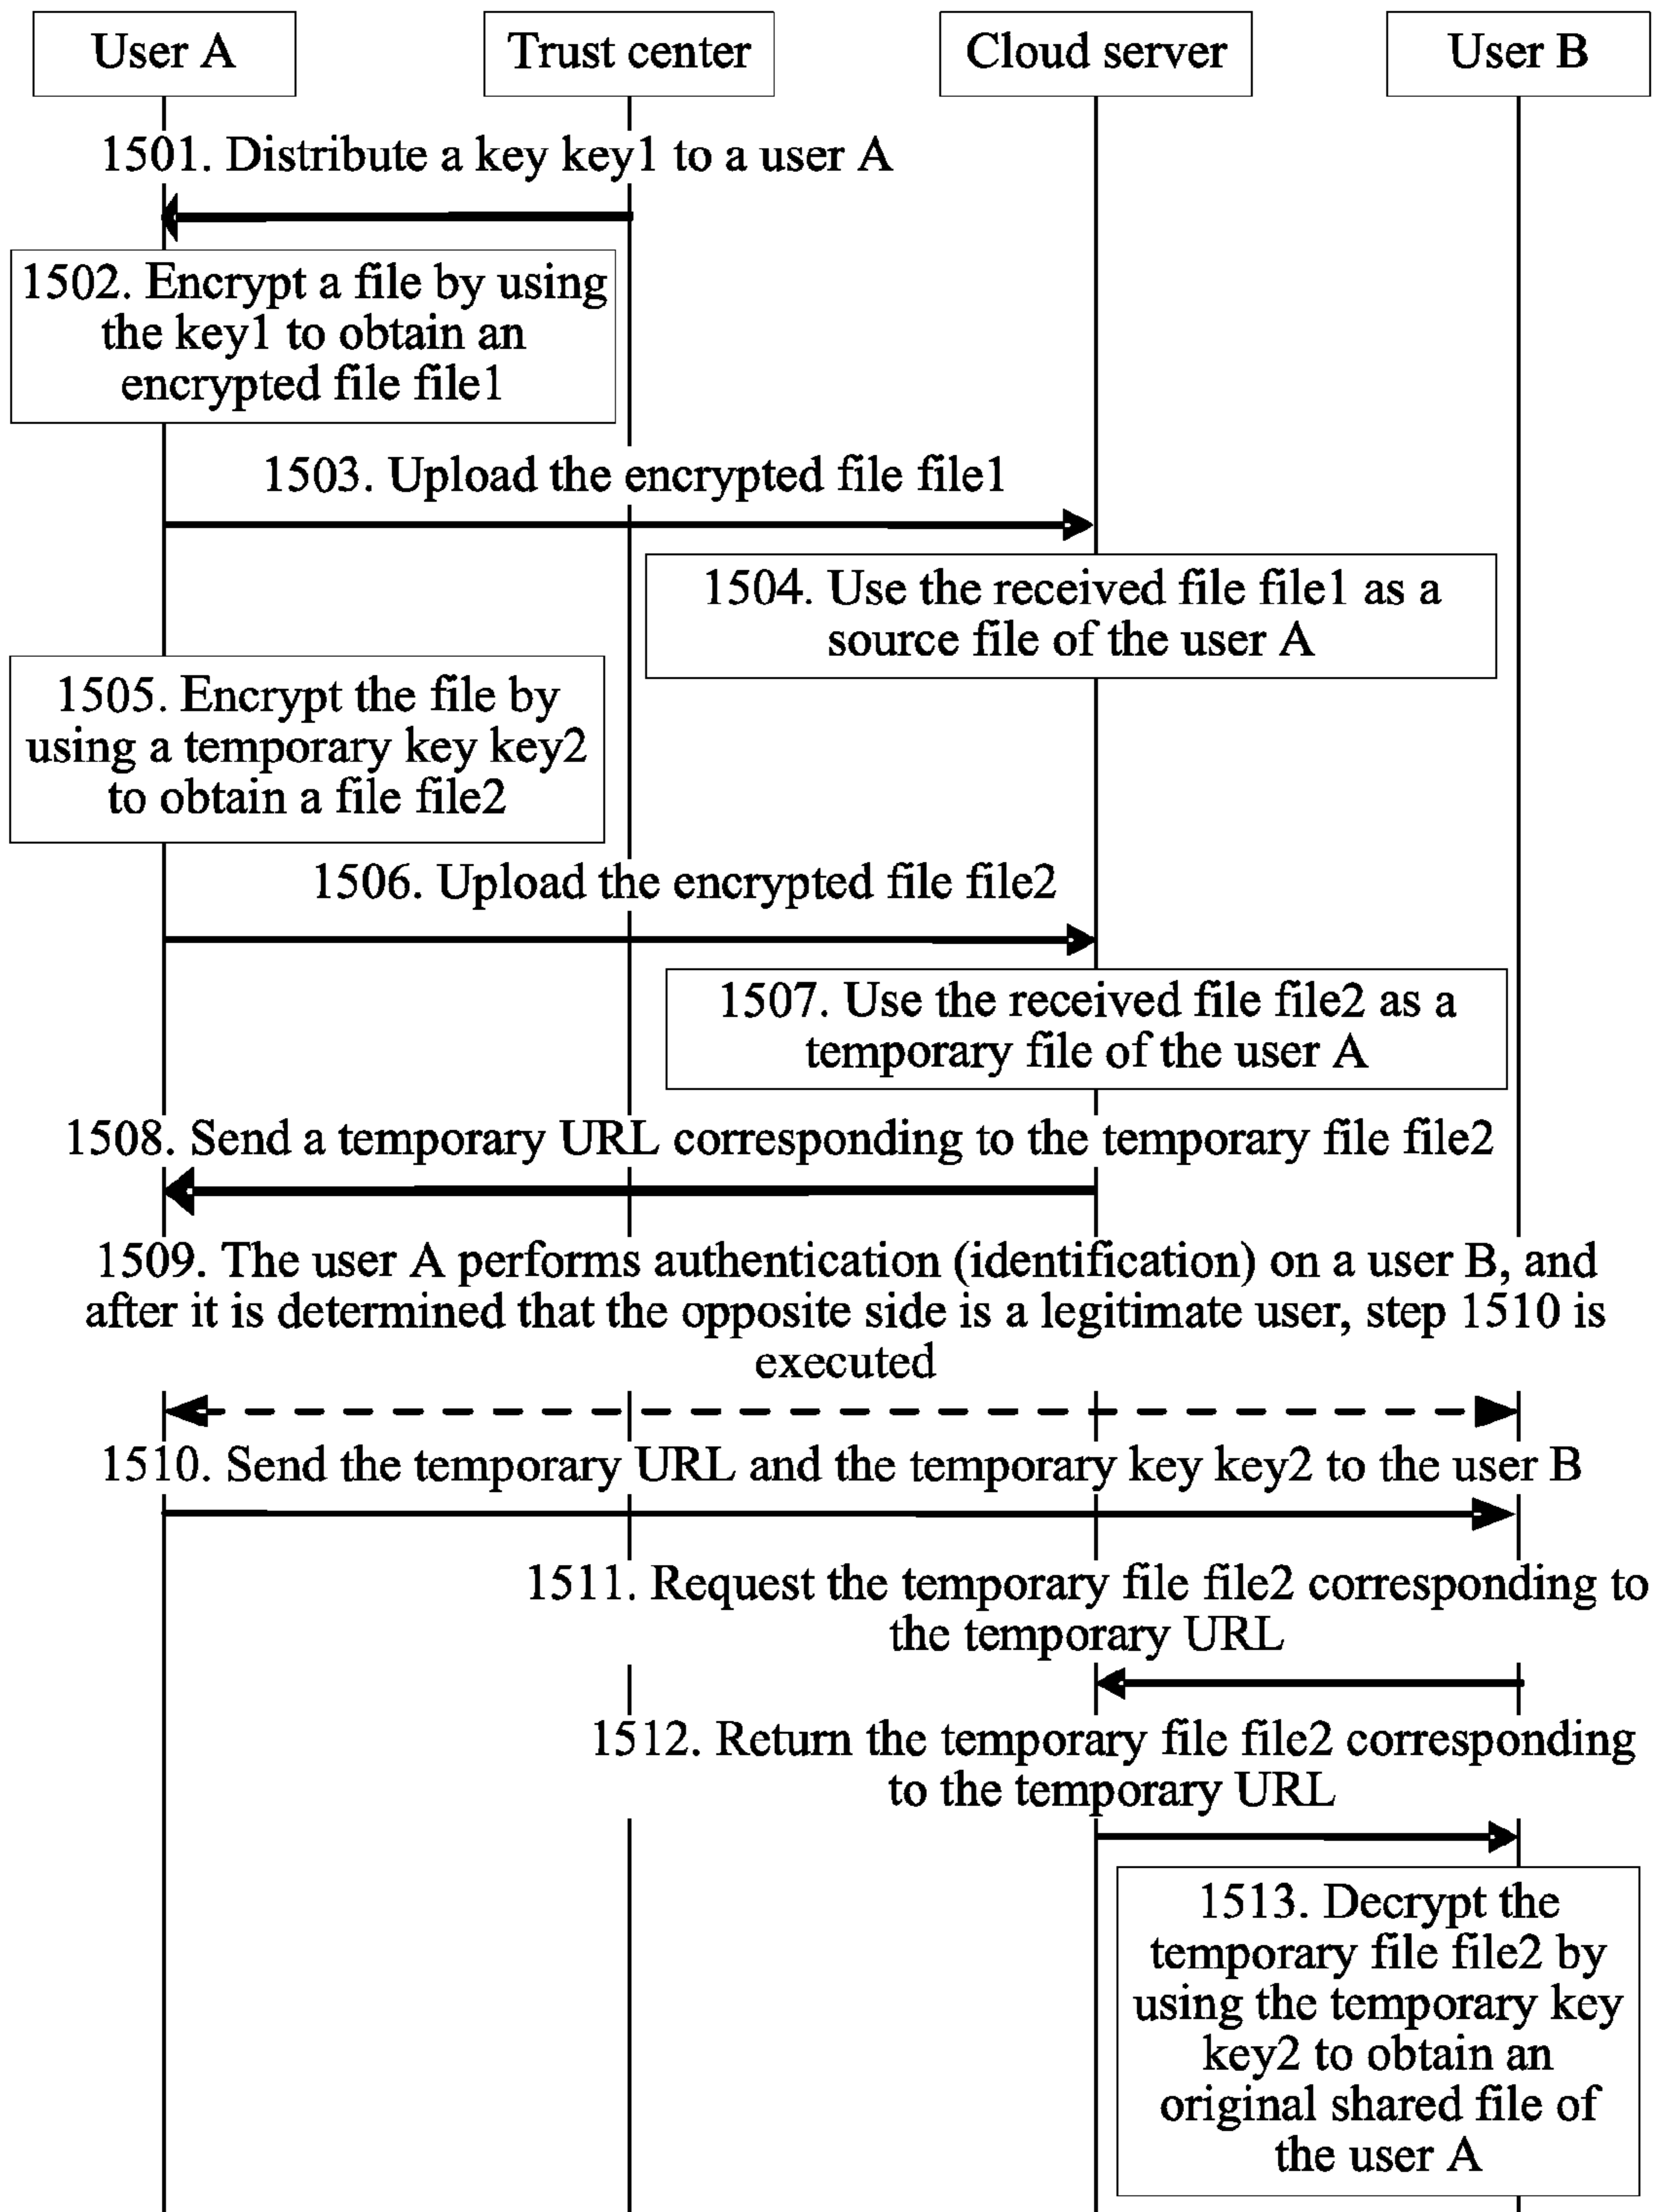 User A
Trust center
Cloud server
User B
1501. Distribute a key key1 to a user A
1502. Encrypt a file by using
the key1 to obtain an
encrypted file file1
1503. Upload the encrypted file file1
1504. Use the received file file1 as a
source file of the user A
1505. Encrypt the file by
using a temporary key key2
to obtain a file file2
1506. Upload the encrypted file file2
1507. Use the received file file2 as a
temporary file of the user A
1508. Send a temporary URL corresponding to the temporary file file2
1509. The user A performs authentication (identification) on a user B, and
after it is determined that the opposite side is a legitimate user, step 1510 is
executed
1510. Send the temporary URL and the temporary key key2 to the user B
1511. Request the temporary file file2 corresponding to
the temporary URL
1512. Return the temporary file file2 corresponding
to the temporary URL
1513. Decrypt the
temporary file file2 by
using the temporary key
key2 to obtain an
original shared file of
the user A